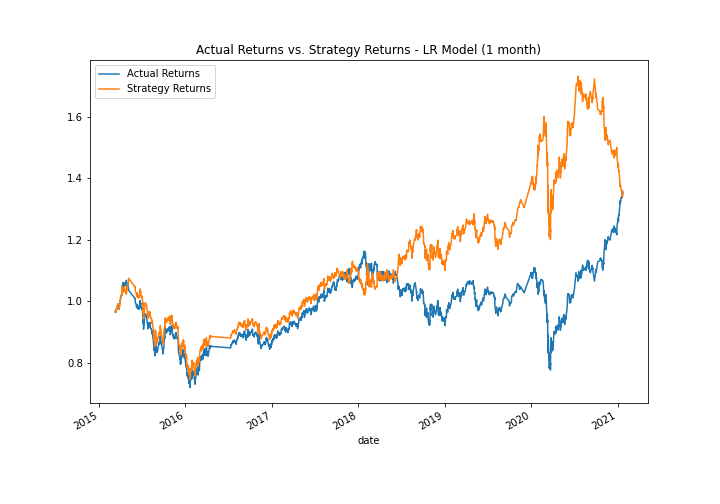 Actual Returns vs. Strategy Returns - LR Model (1 month)
Actual Returns
Strategy Returns
1.6
1.4
1.2
1.0
0.8
2015 2016 2017 2018 2019 2020 2021
date